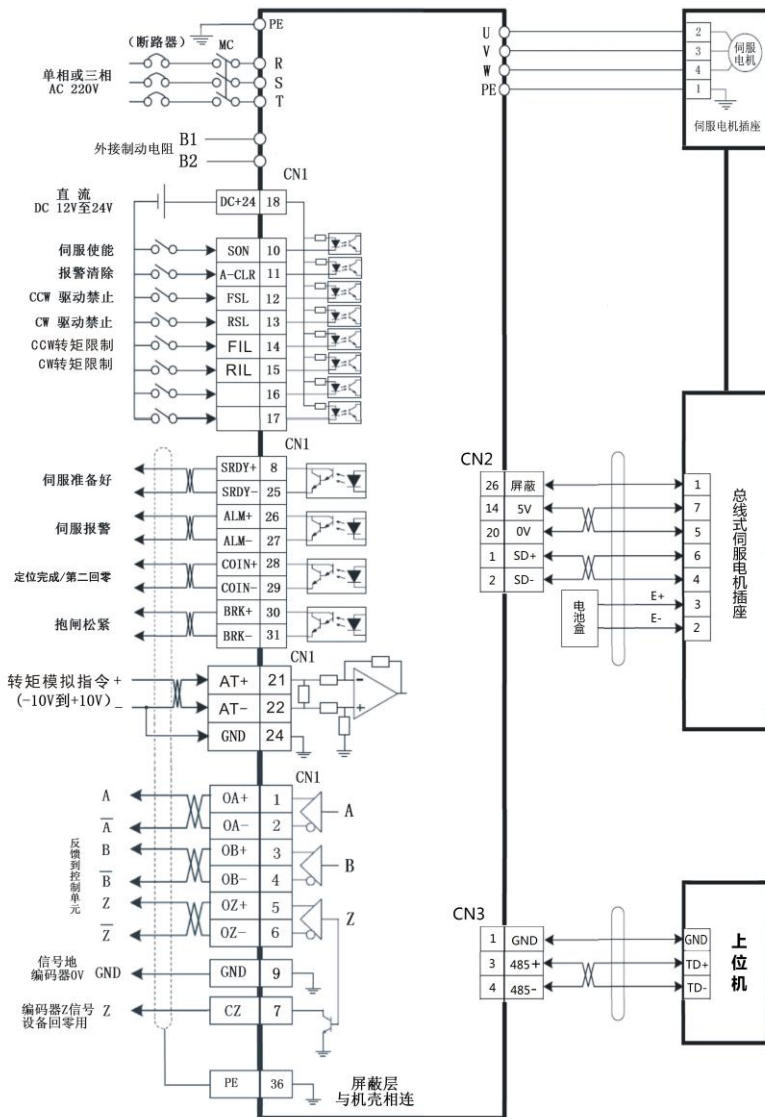 PE
(断路器) MC
单相或三相
AC 220V
R
S
T
外接制动电阻
B1
B2
CN1
直 流
DC 12V至24V
DC+24 18
伺服使能 SON 10
报警清除 A-CLR 11
CCW 驱动禁止 FSL 12
CW 驱动禁止 RSL 13
CCW转矩限制 FIL 14
CW转矩限制 RIL 15
16
17
CN1
伺服准备好
SRDY+ 8
SRDY- 25
伺服报警
ALM+ 26
ALM- 27
定位完成/第二回零
COIN+ 28
COIN- 29
抱闸松紧
BRK+ 30
BRK- 31
CN1
转矩模拟指令+
(-10V到+10V)-
AT+ 21
AT- 22
GND 24
- 
+
CN1
反馈到控制单元
A OA+ 1
A OA- 2
A
B OB+ 3
B OB- 4
B
Z OZ+ 5
Z OZ- 6
Z
信号地
编码器0V
GND GND 9
编码器Z信号
设备回零用
Z CZ 7
PE 36
屏蔽层
与机壳相连
U 2
V 3
W 4
PE 1
伺服
电机
伺服电机插座
CN2
26 屏蔽 1
14 5V 7
20 0V 5
1 SD+ 6
2 SD- 4
电池盒
E+ 3
E- 2
总线式伺服电机插座
CN3
1 GND GND
3 485+ TD+
4 485- TD-
上位机